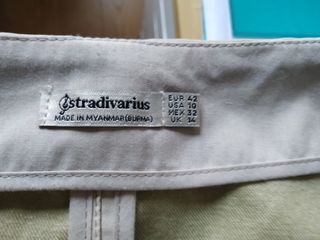 stradivarius
MADE IN MYANMAR(BURMA)
EUR 42
USA 10
MEX 32
UK 14